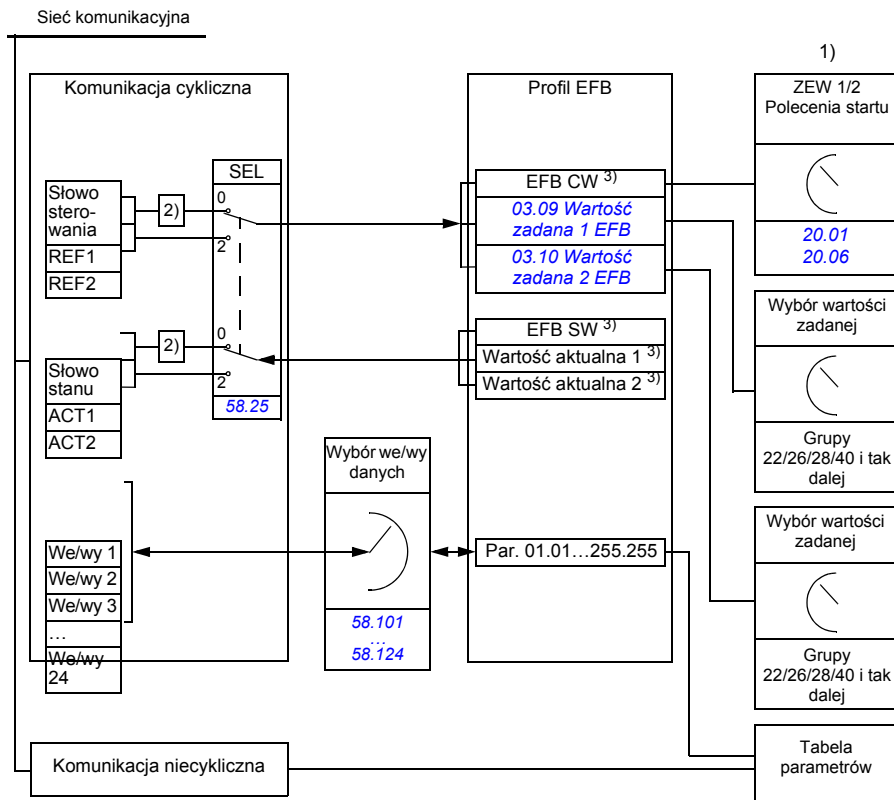 Sieć komunikacyjna
1)
Komunikacja cykliczna
Profil EFB
ZEW 1/2
Polecenia startu
SEL
Słowo
stero-
wania
REF1
REF2
2)
0
2
EFB CW 3)
03.09 Wartość
zadana 1 EFB
03.10 Wartość
zadana 2 EFB
20.01
20.06
Słowo
stanu
ACT1
ACT2
2)
0
2
58.25
EFB SW 3)
Wartość aktualna 1 3)
Wartość aktualna 2 3)
Wybór wartości
zadanej
Grupy
22/26/28/40 i tak
dalej
Wybór we/wy
danych
58.101
...
58.124
We/wy 1
We/wy 2
We/wy 3
…
We/wy
24
Par. 01.01…255.255
Wybór wartości
zadanej
Grupy
22/26/28/40 i tak
dalej
Komunikacja niecykliczna
Tabela
parametrów